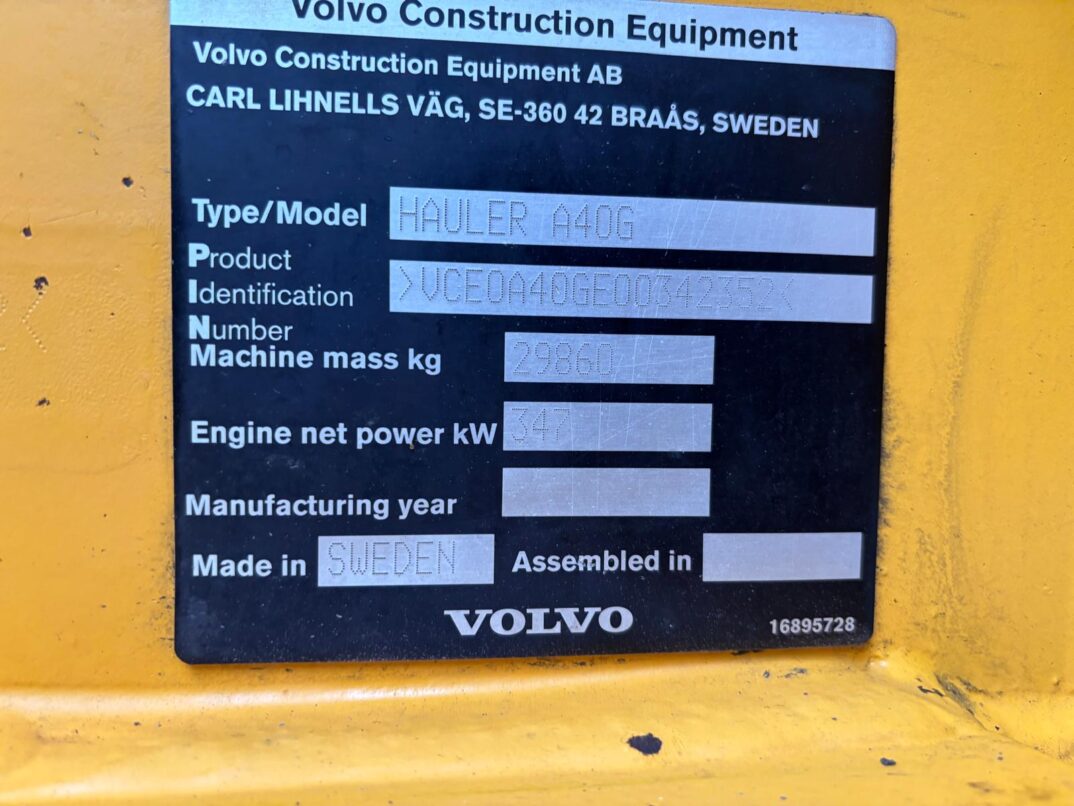 Volvo Construction Equipment
Volvo Construction Equipment AB
CARL LIHNELLS VÄG, SE-360 42 BRAÅS, SWEDEN
Type/Model HAULER A40G
Product
Identification >VCE0A40GE00342352<
Number
Machine mass kg 29860
Engine net power kW 347
Manufacturing year
Made in SWEDEN Assembled in
VOLVO 16895728